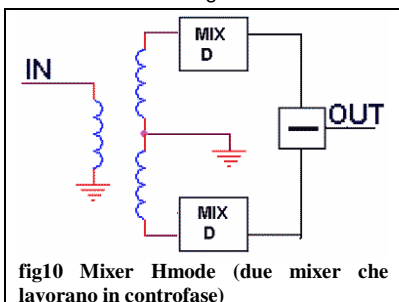 MIX
D
IN
OUT
MIX
D
fig10 Mixer Hmode (due mixer che
lavorano in controfase)